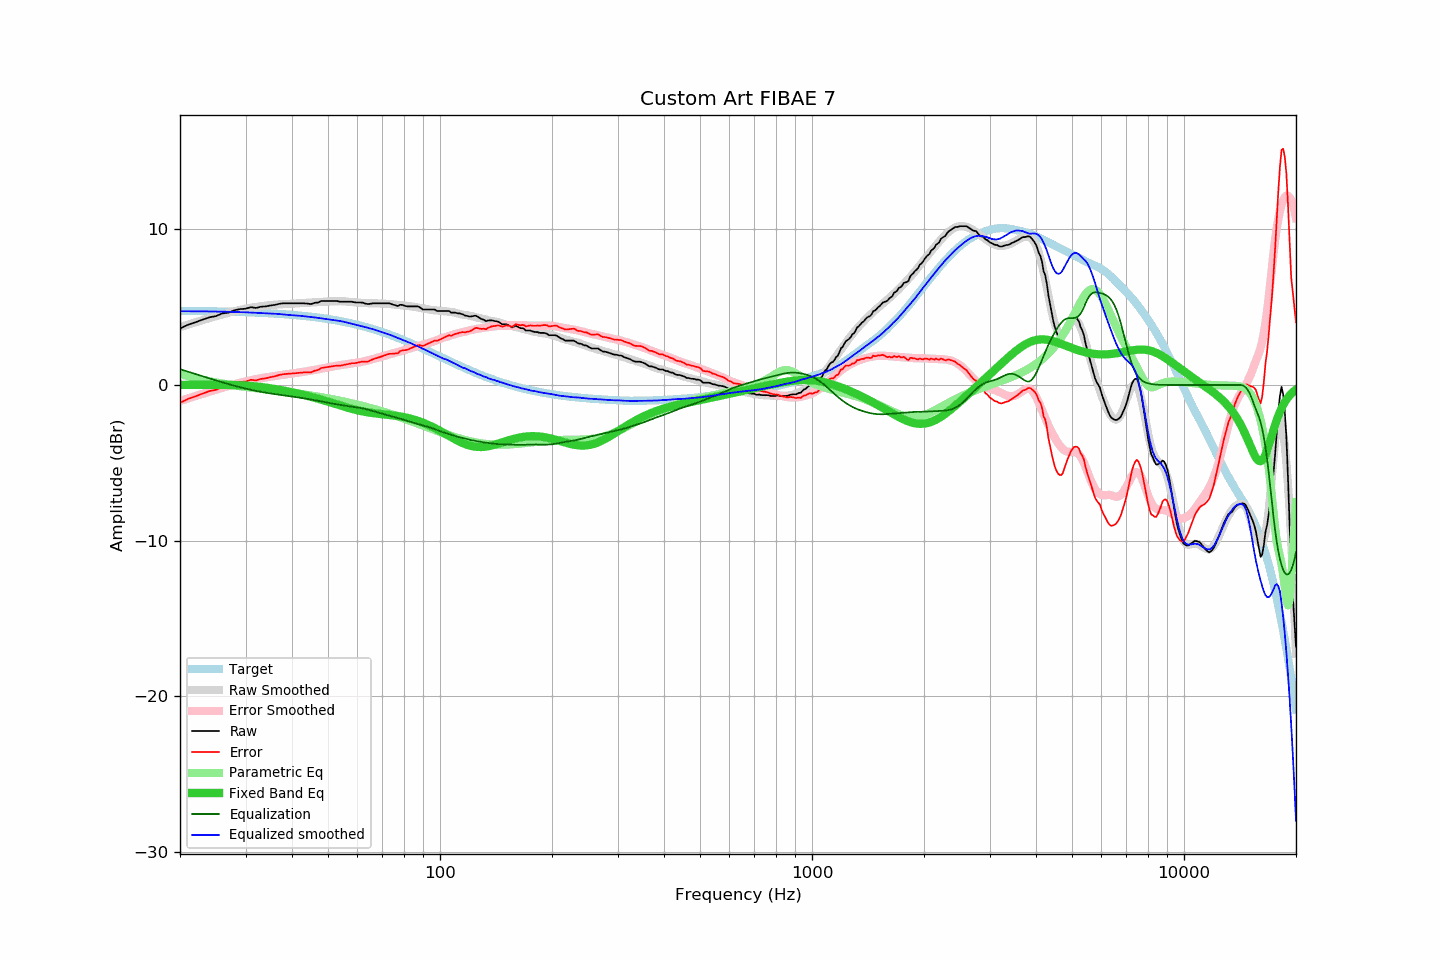 Custom Art FIBAE 7
Amplitude (dBr)
10
0
−10
−20
−30
Target
Raw Smoothed
Error Smoothed
Raw
Error
Parametric Eq
Fixed Band Eq
Equalization
Equalized smoothed
100
1000
10000
Frequency (Hz)